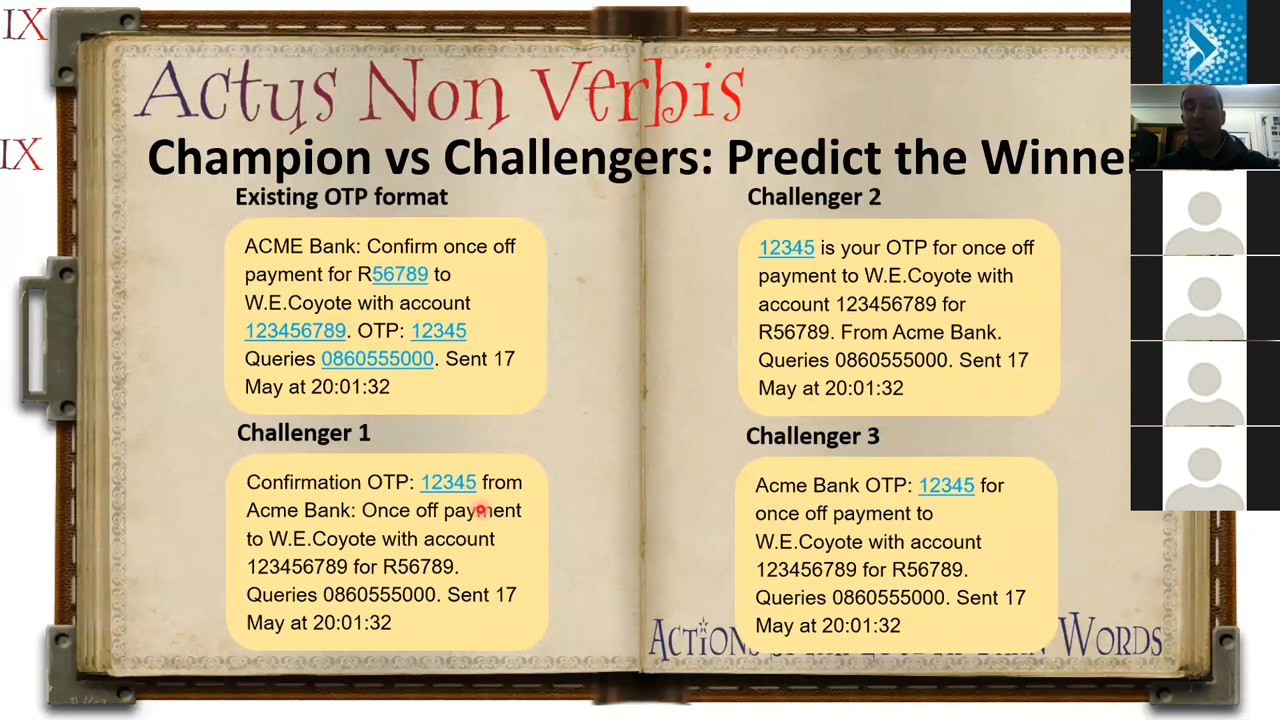 IX
Actus Non Verbis
IX
Champion vs Challengers: Predict the Winne
Existing OTP format
ACME Bank: Confirm once off
payment for R56789 to
W.E.Coyote with account
123456789. OTP: 12345
Queries 0860555000. Sent 17
May at 20:01:32
Challenger 1
Confirmation OTP: 12345 from
Acme Bank: Once off payment
to W.E.Coyote with account
123456789 for R56789.
Queries 0860555000. Sent 17
May at 20:01:32
Challenger 2
12345 is your OTP for once off
payment to W.E.Coyote with
account 123456789 for
R56789. From Acme Bank.
Queries 0860555000. Sent 17
May at 20:01:32
Challenger 3
Acme Bank OTP: 12345 for
once off payment to
W.E.Coyote with account
123456789 for R56789.
Queries 0860555000. Sent 17
May at 20:01:32
Actions Words